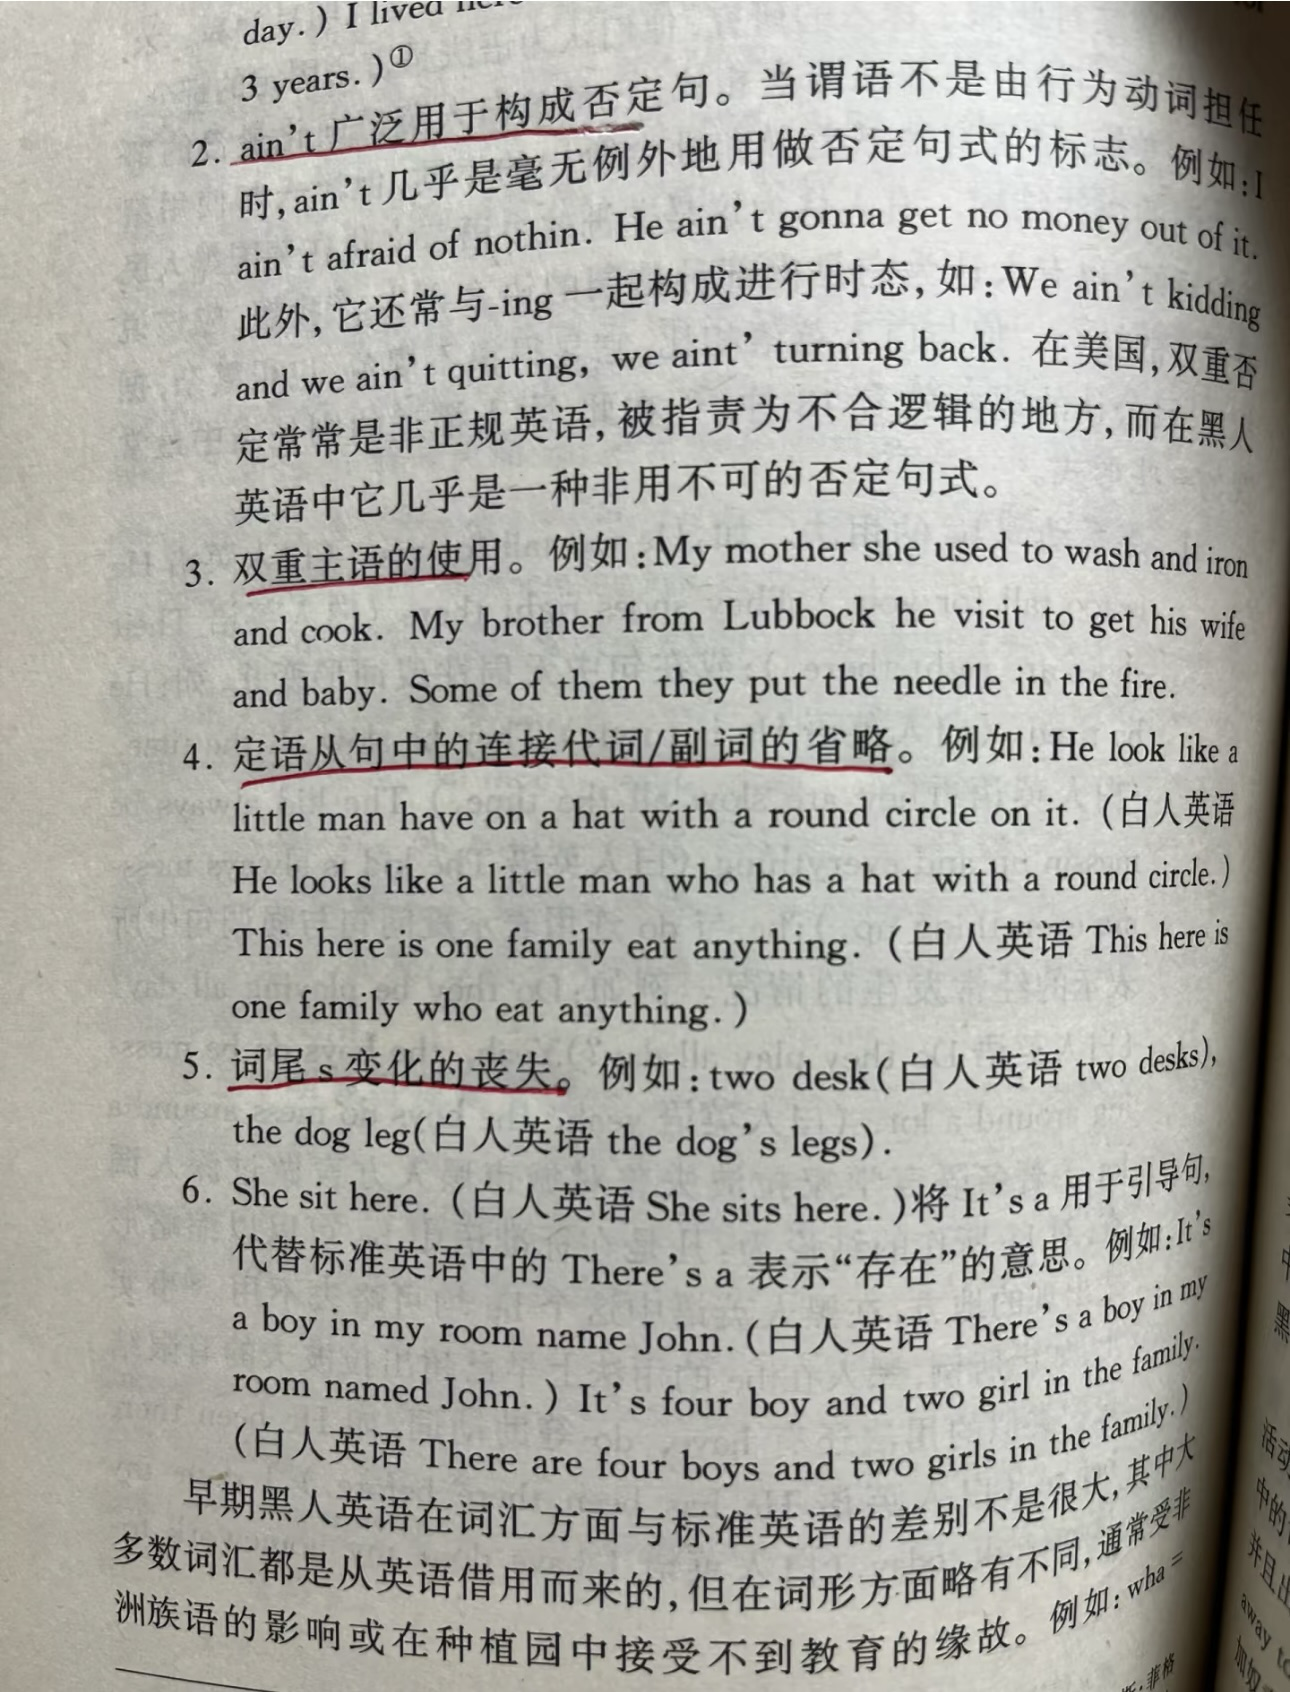 day.) I lived here
3 years.)①
2. ain't 广泛用于构成否定句。当谓语不是由行为动词担任
时,ain't 几乎是毫无例外地用做否定句式的标志。例如:I
ain't afraid of nothin. He ain't gonna get no money out of it.
此外,它还常与-ing 一起构成进行时态,如:We ain't kidding
and we ain't quitting, we aint' turning back. 在美国,双重否
定常常是非正规英语,被指责为不合逻辑的地方,而在黑人
英语中它几乎是一种非用不可的否定句式。
3. 双重主语的使用。例如:My mother she used to wash and iron
and cook. My brother from Lubbock he visit to get his wife
and baby. Some of them they put the needle in the fire.
4. 定语从句中的连接代词/副词的省略。例如:He look like a
little man have on a hat with a round circle on it. (白人英语
He looks like a little man who has a hat with a round circle.)
This here is one family eat anything. (白人英语 This here is
one family who eat anything.)
5. 词尾 s 变化的丧失。例如:two desk(白人英语 two desks),
the dog leg(白人英语 the dog's legs).
6. She sit here. (白人英语 She sits here.)将 It's a 用于引导句,
代替标准英语中的 There's a 表示“存在”的意思。例如:It's
a boy in my room name John. (白人英语 There's a boy in my
room named John.) It's four boy and two girl in the family.
(白人英语 There are four boys and two girls in the family.)
早期黑人英语在词汇方面与标准英语的差别不是很大,其中大
多数词汇都是从英语借用而来的,但在词形方面略有不同,通常受非
洲族语的影响或在种植园中接受不到教育的缘故。例如:wha =
菲格
黑
活动
中的
并且
away to